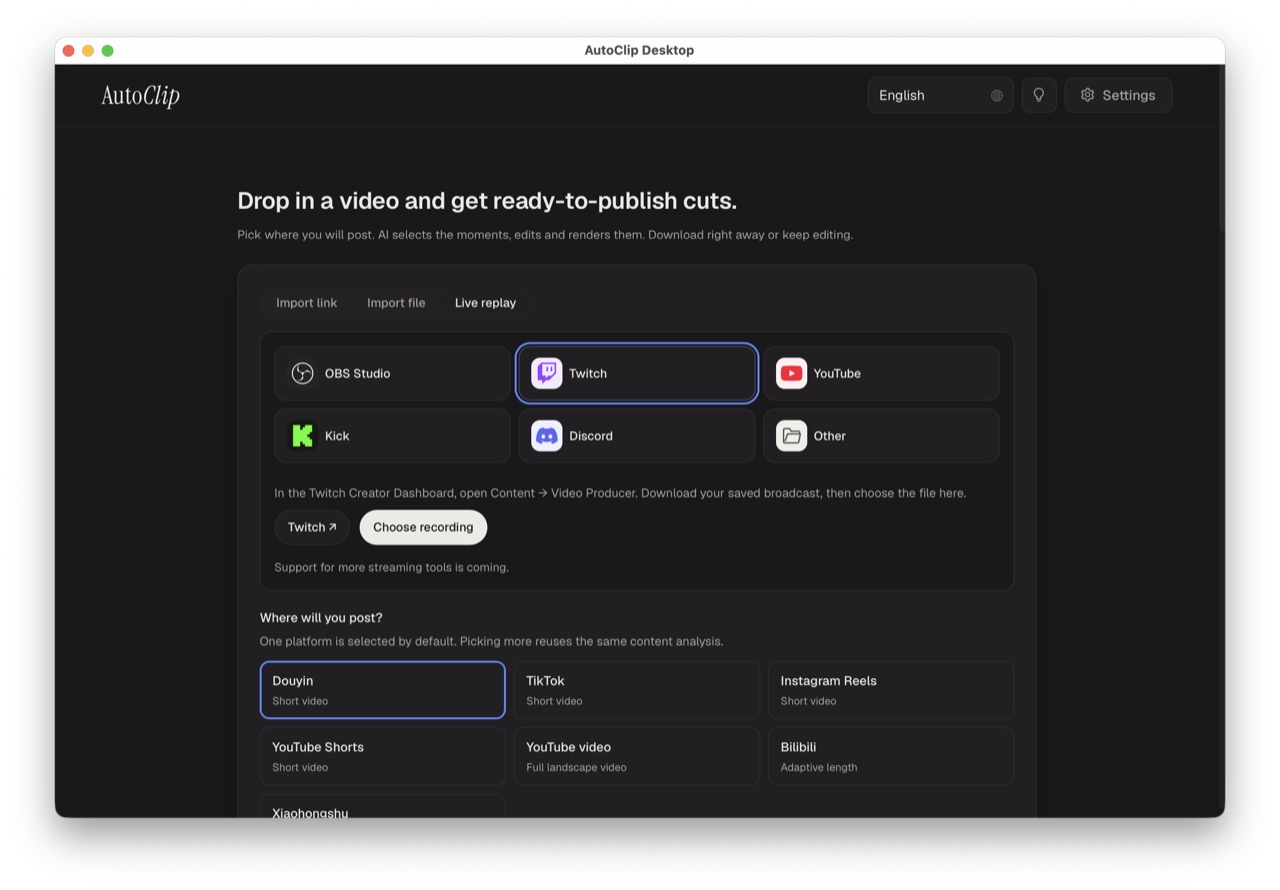 AutoClip Desktop
AutoClip
English
Settings
Drop in a video and get ready-to-publish cuts.
Pick where you will post. AI selects the moments, edits and renders them. Download right away or keep editing.
Import link
Import file
Live replay
OBS Studio
Twitch
YouTube
Kick
Discord
Other
In the Twitch Creator Dashboard, open Content → Video Producer. Download your saved broadcast, then choose the file here.
Twitch ↗
Choose recording
Support for more streaming tools is coming.
Where will you post?
One platform is selected by default. Picking more reuses the same content analysis.
Douyin
Short video
TikTok
Short video
Instagram Reels
Short video
YouTube Shorts
Short video
YouTube video
Full landscape video
Bilibili
Adaptive length
Xiaohongshu